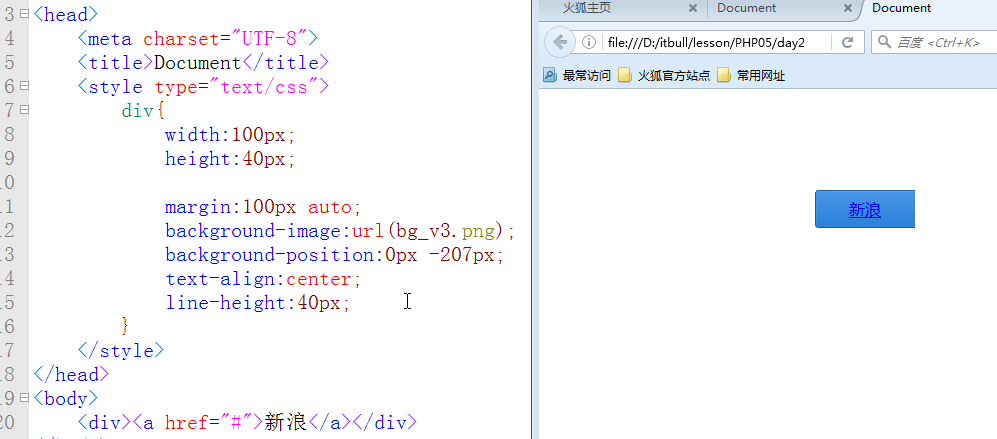 3 <head>
4 <meta charset="UTF-8">
5 <title>Document</title>
6 <style type="text/css">
7 div{
8 width:100px;
9 height:40px;
10
11 margin:100px auto;
12 background-image:url(bg_v3.png);
13 background-position:0px -207px;
14 text-align:center;
15 line-height:40px;
16 }
17 </style>
18 </head>
19 <body>
20 <div><a href="#">新浪</a></div>
火狐主页 × Document × Document
file:///D:/itbull/lesson/PHP05/day2
百度 <Ctrl+K>
最常访问 火狐官方站点 常用网址
新浪